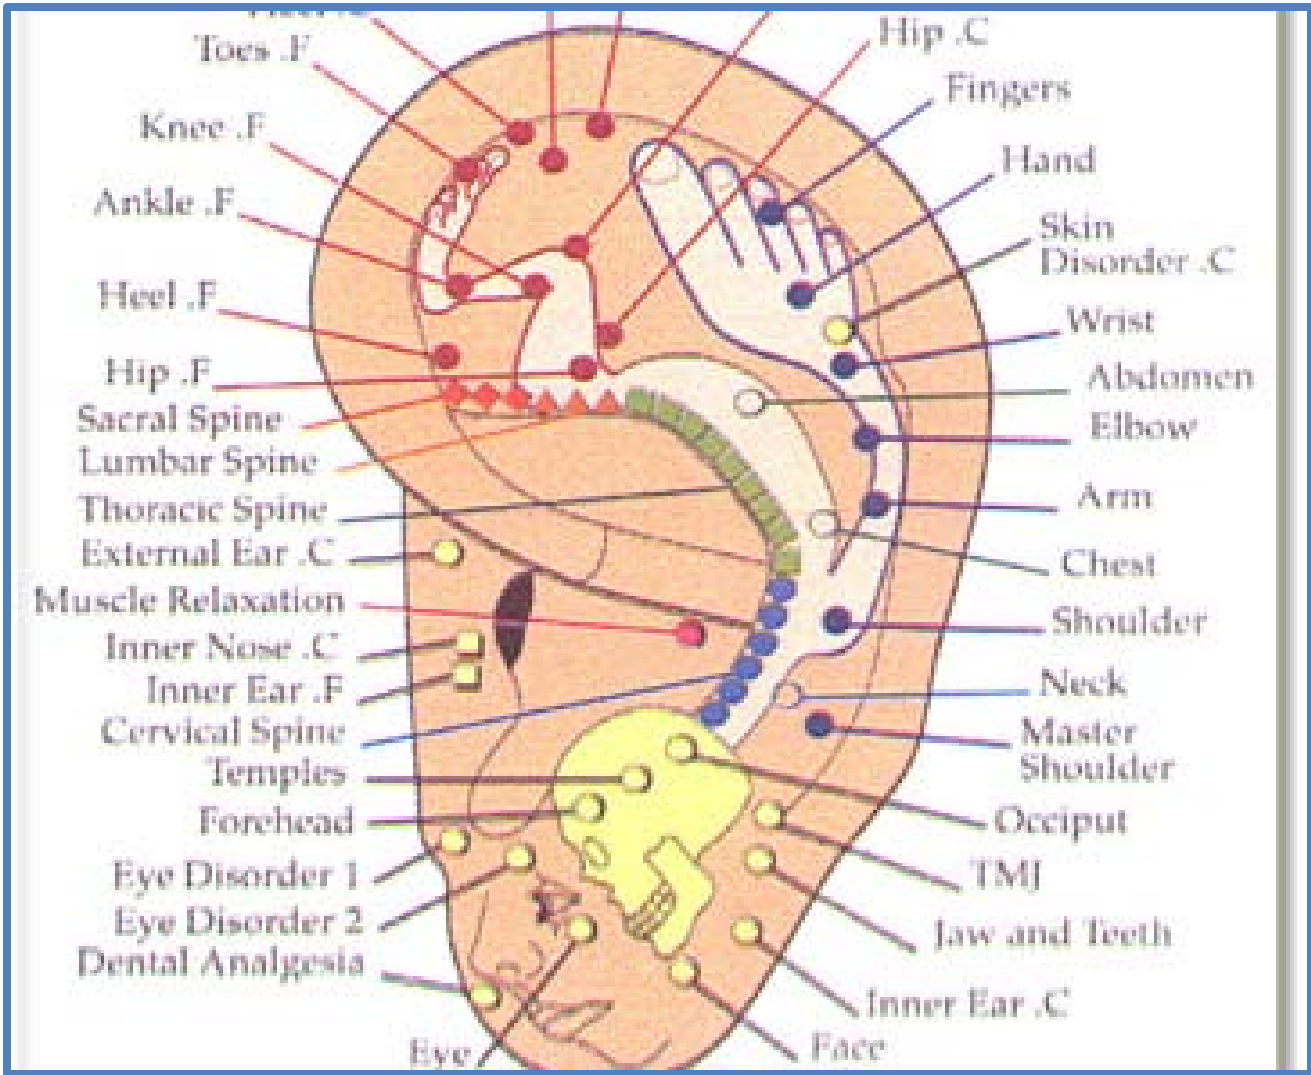 Toes .F
Knee .F
Ankle .F
Heel .F
Hip .F
Sacral Spine
Lumbar Spine
Thoracic Spine
External Ear .C
Muscle Relaxation
Inner Nose .C
Inner Ear .F
Cervical Spine
Temples
Forehead
Eye Disorder 1
Eye Disorder 2
Dental Analgesia
Eye
Hip .C
Fingers
Hand
Skin
Disorder .C
Wrist
Abdomen
Elbow
Arm
Chest
Shoulder
Neck
Master
Shoulder
Occiput
TMJ
Jaw and Teeth
Inner Ear .C
Face